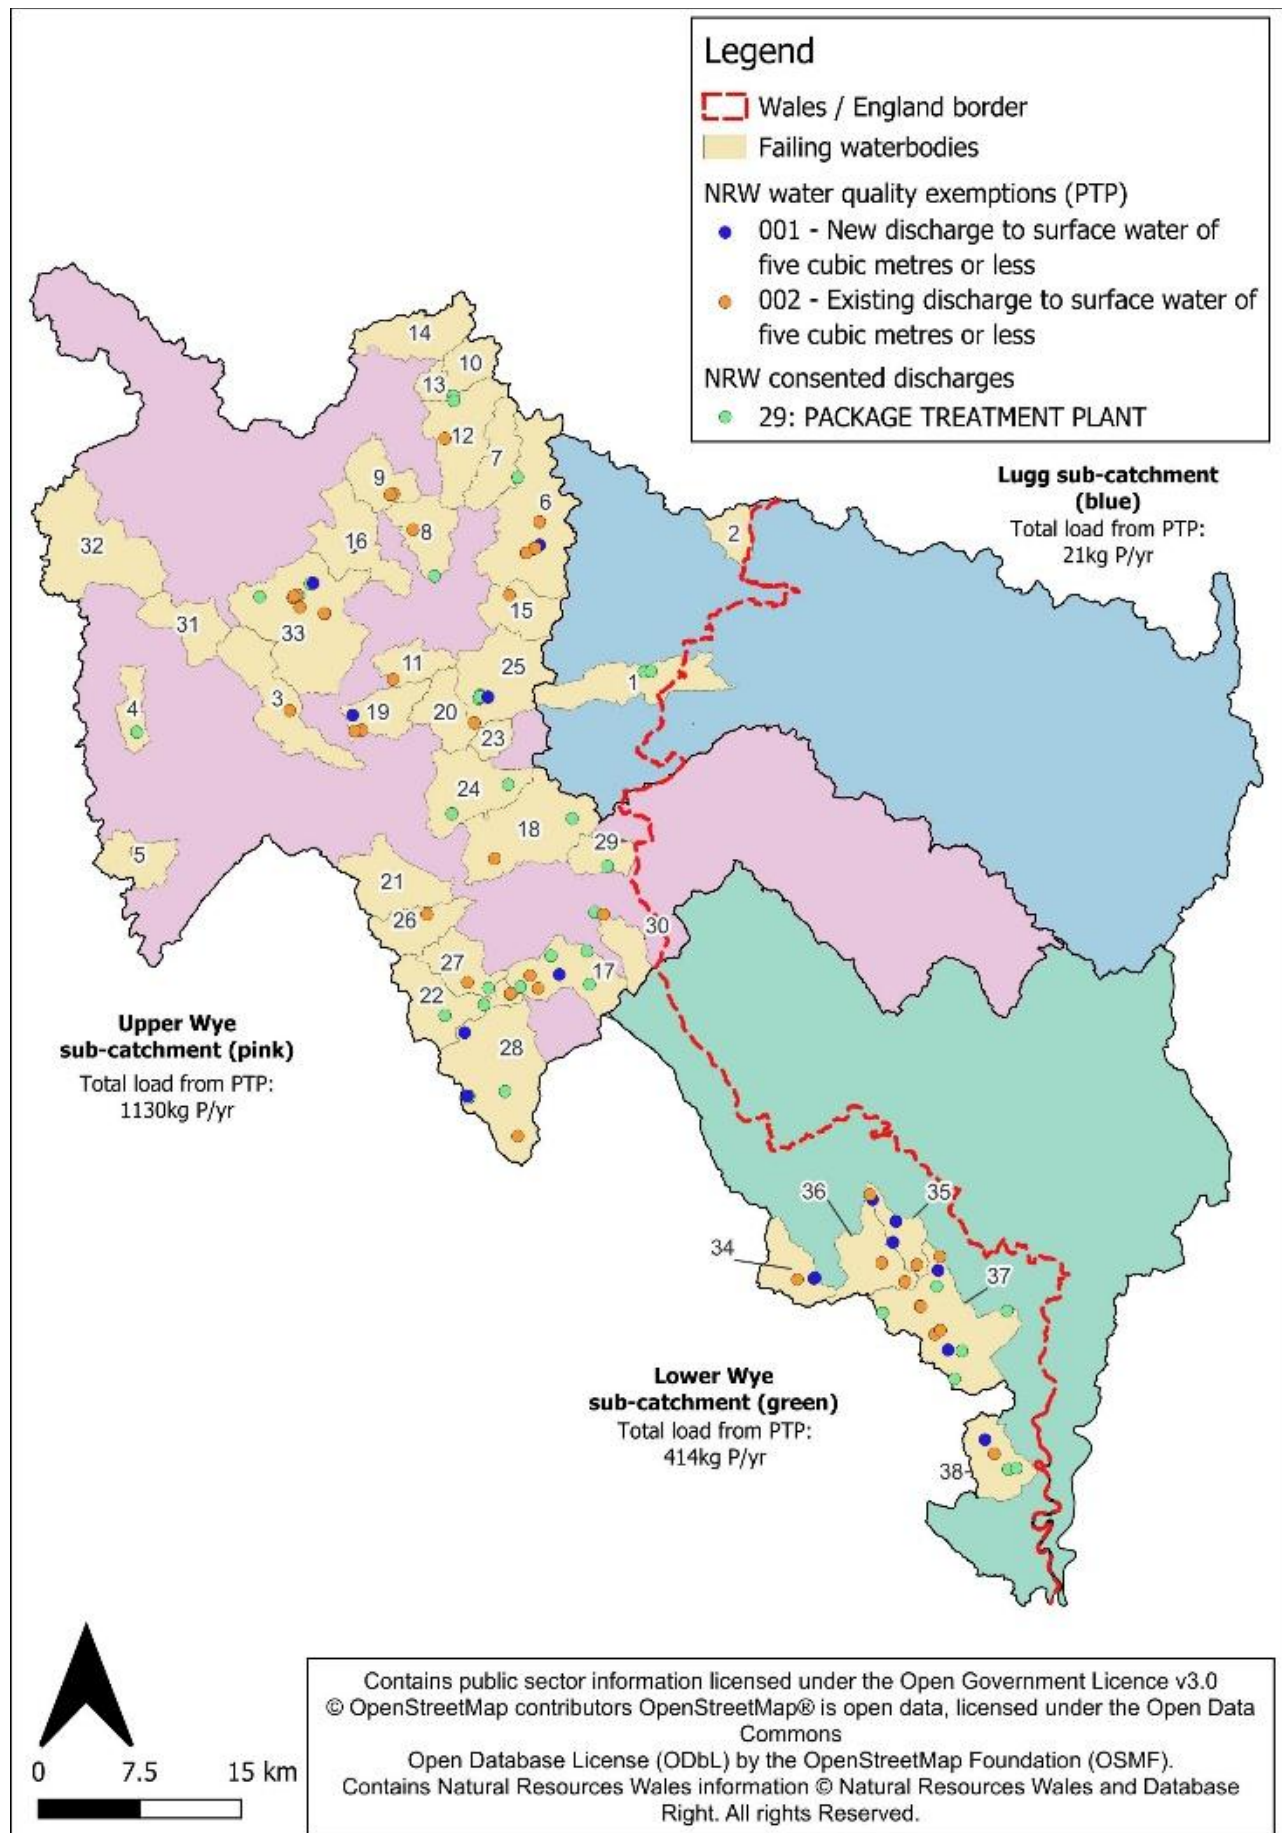 Legend
Wales / England border
Failing waterbodies
NRW water quality exemptions (PTP)
001 - New discharge to surface water of
five cubic metres or less
002 - Existing discharge to surface water of
five cubic metres or less
NRW consented discharges
29: PACKAGE TREATMENT PLANT
14
10
13
12
7
9
6
8
16
2
32
15
31
33
11
25
1
4
3
19
20
23
24
18
29
5
21
26
30
27
17
22
28
Lugg sub-catchment
(blue)
Total load from PTP:
21kg P/yr
Upper Wye
sub-catchment (pink)
Total load from PTP:
1130kg P/yr
36
35
34
37
Lower Wye
sub-catchment (green)
Total load from PTP:
414kg P/yr
38
0 7.5 15 km
Contains public sector information licensed under the Open Government Licence v3.0
© OpenStreetMap contributors OpenStreetMap® is open data, licensed under the Open Data
Commons
Open Database License (ODbL) by the OpenStreetMap Foundation (OSMF).
Contains Natural Resources Wales information © Natural Resources Wales and Database
Right. All rights Reserved.